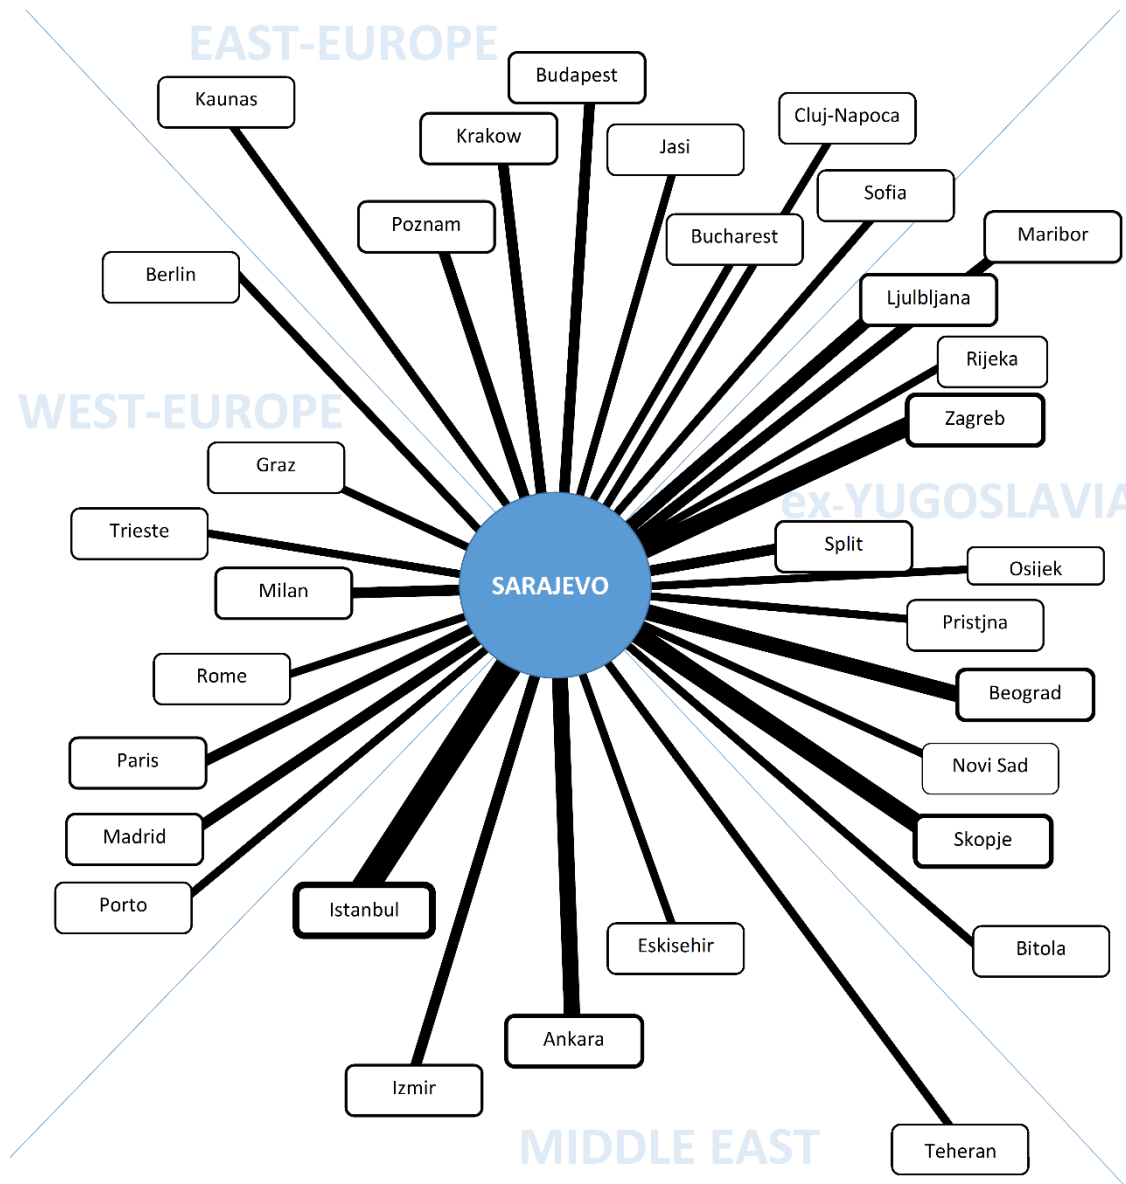 EAST-EUROPE
Budapest
Kaunas
Cluj-Napoca
Krakow
Jasi
Sofia
Poznam
Bucharest
Maribor
Berlin
Ljulbljana
Rijeka
WEST-EUROPE
Zagreb
Graz
ex-YUGOSLAVIA
Trieste
Split
Osijek
Milan
SARAJEVO
Pristjna
Rome
Beograd
Paris
Novi Sad
Madrid
Skopje
Porto
Istanbul
Eskisehir
Bitola
Ankara
Izmir
MIDDLE EAST
Teheran